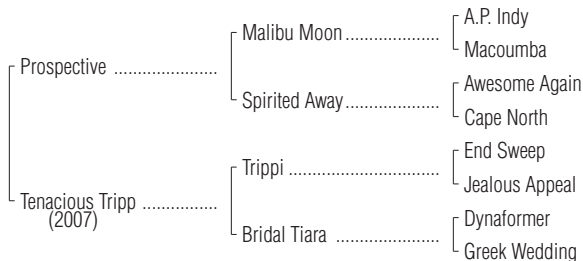 A.P. Indy
Malibu Moon ....................
Macoumba
Prospective ......................
Awesome Again
Spirited Away....................
Cape North
End Sweep
Trippi ................................
Jealous Appeal
Tenacious Tripp ................
(2007)
Dynaformer
Bridal Tiara ......................
Greek Wedding